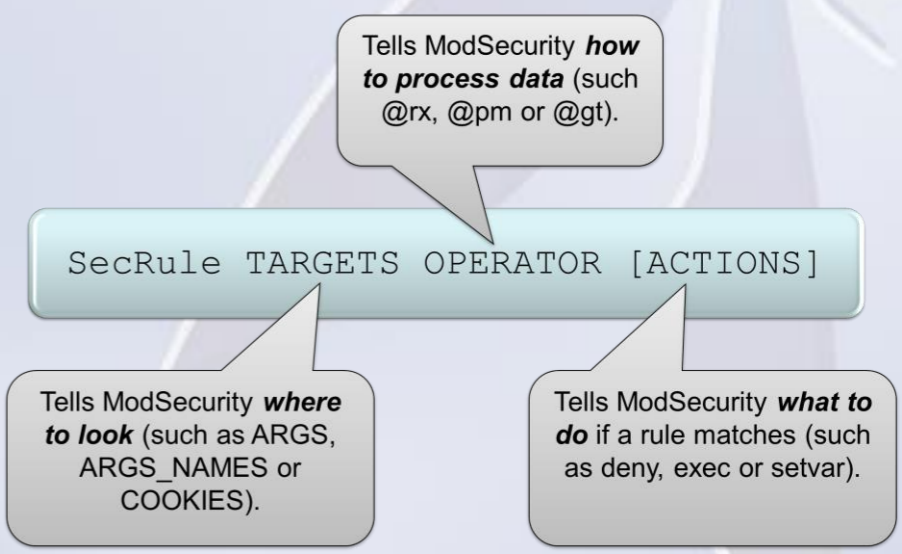 Tells ModSecurity how
to process data (such
@rx, @pm or @gt).
SecRule TARGETS OPERATOR [ACTIONS]
Tells ModSecurity where
to look (such as ARGS,
ARGS_NAMES or
COOKIES).
Tells ModSecurity what to
do if a rule matches (such
as deny, exec or setvar).